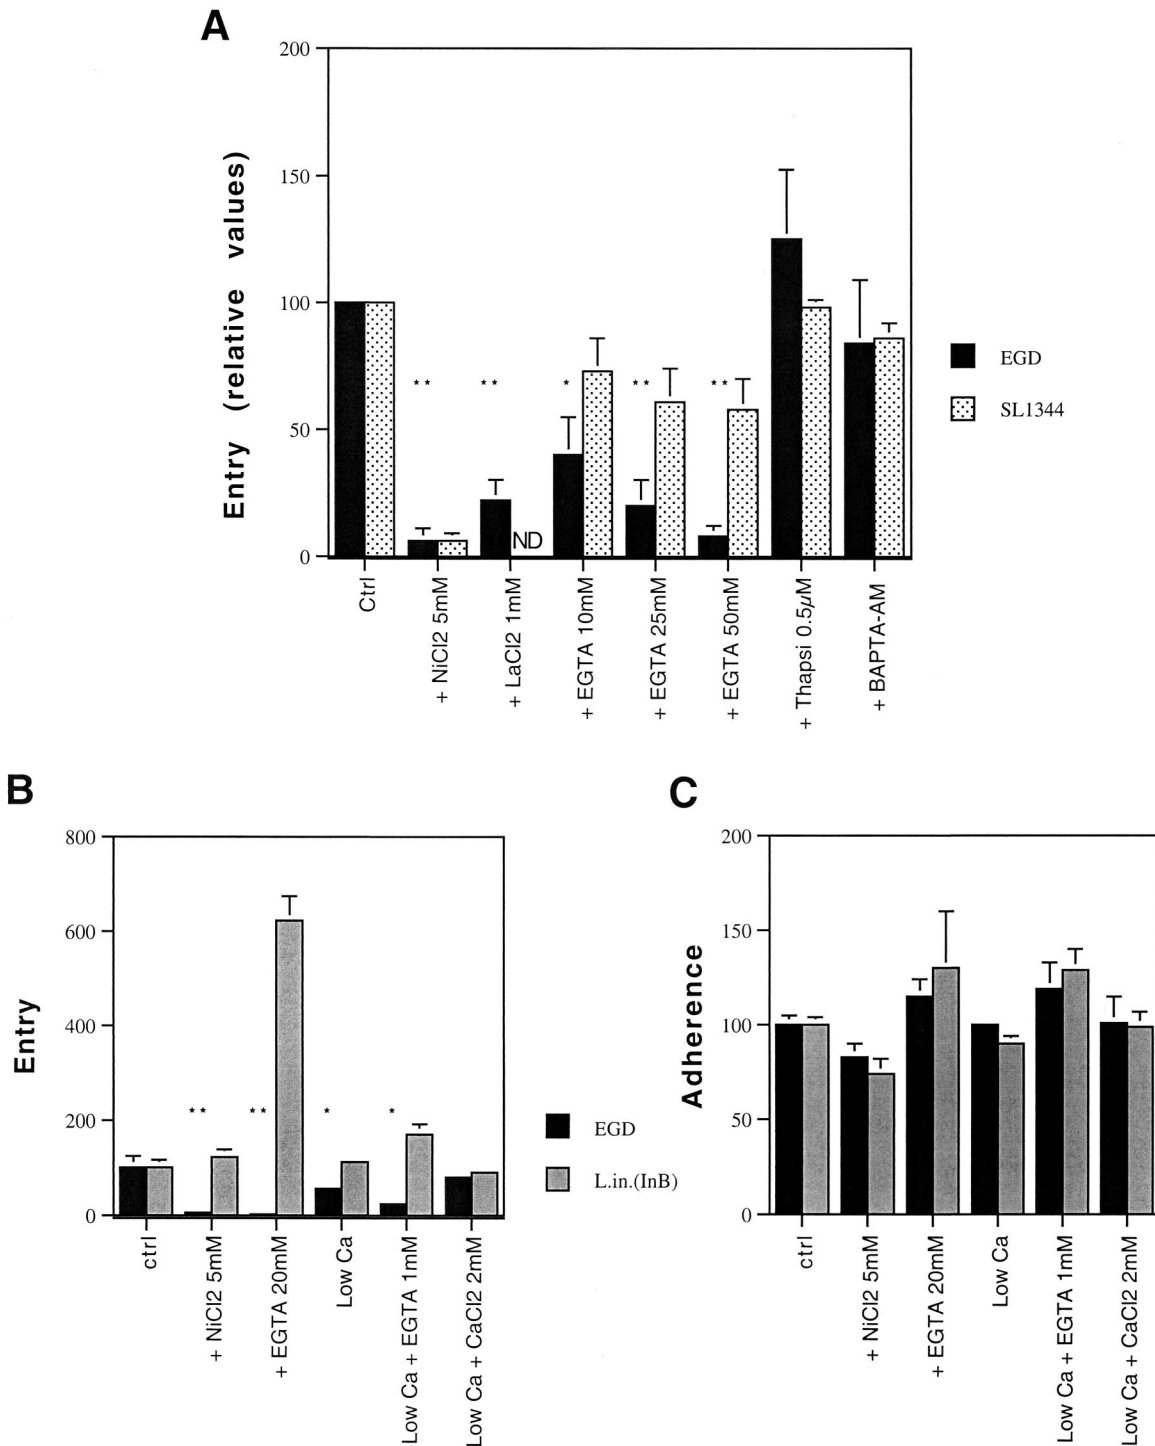 A
200
150
100
50
0
Entry (relative values)
** ** * ** **
ND
EGD
SL1344
Ctrl
+ NiCl2 5mM
+ LaCl2 1mM
+ EGTA 10mM
+ EGTA 25mM
+ EGTA 50mM
+ Thapsi 0.5µM
+ BAPTA-AM
B
800
600
400
200
0
Entry
** ** * *
EGD
L.in.(InB)
ctrl
+ NiCl2 5mM
+ EGTA 20mM
Low Ca
Low Ca + EGTA 1mM
Low Ca + CaCl2 2mM
C
200
150
100
50
0
Adherence
ctrl
+ NiCl2 5mM
+ EGTA 20mM
Low Ca
Low Ca + EGTA 1mM
Low Ca + CaCl2 2mM